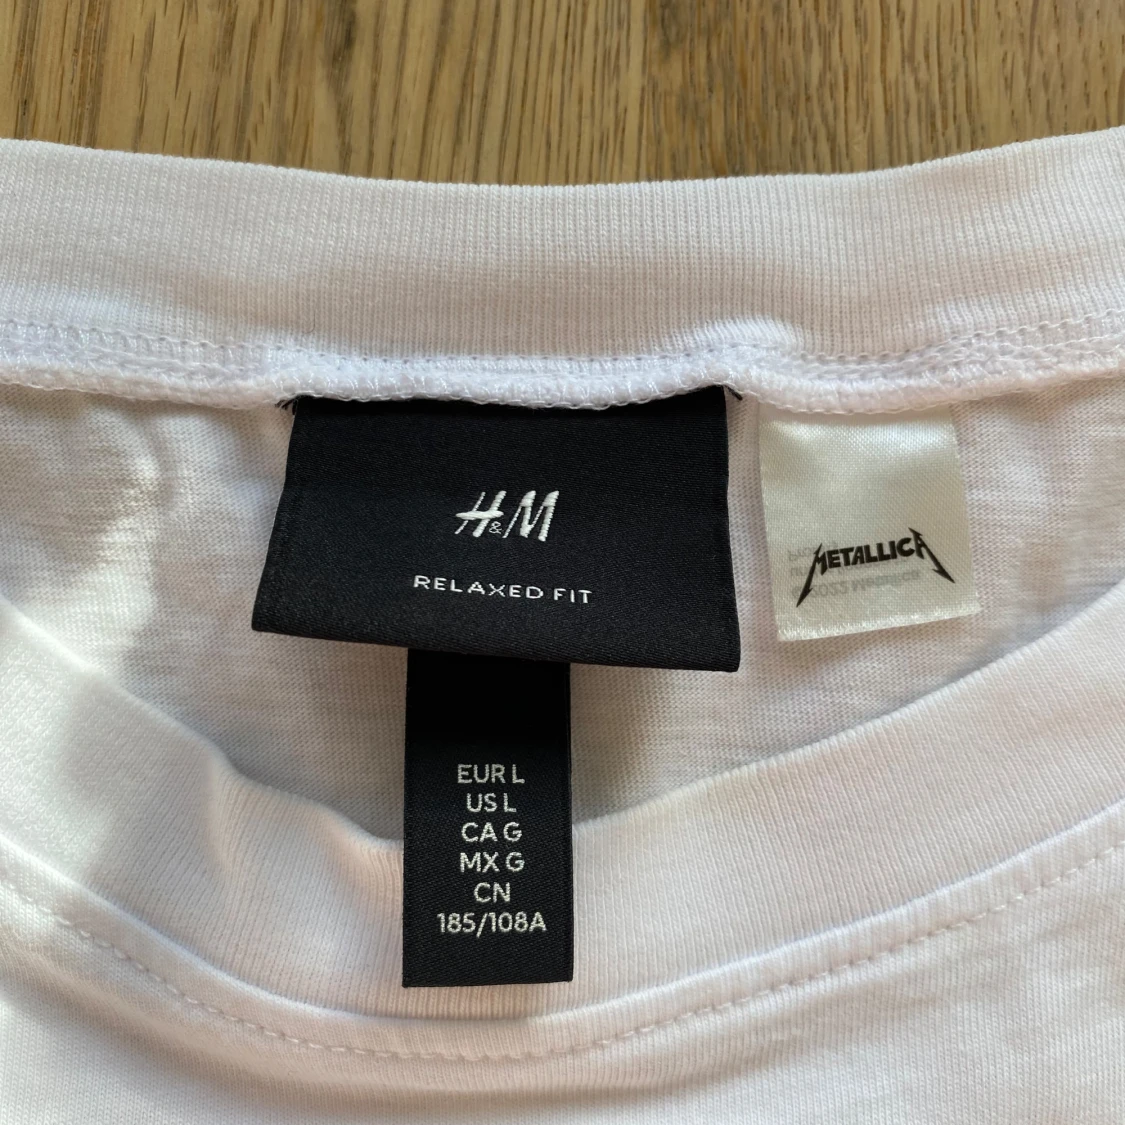 H&M
RELAXED FIT
METALLICA
EUR L
US L
CA G
MX G
CN
185/108A